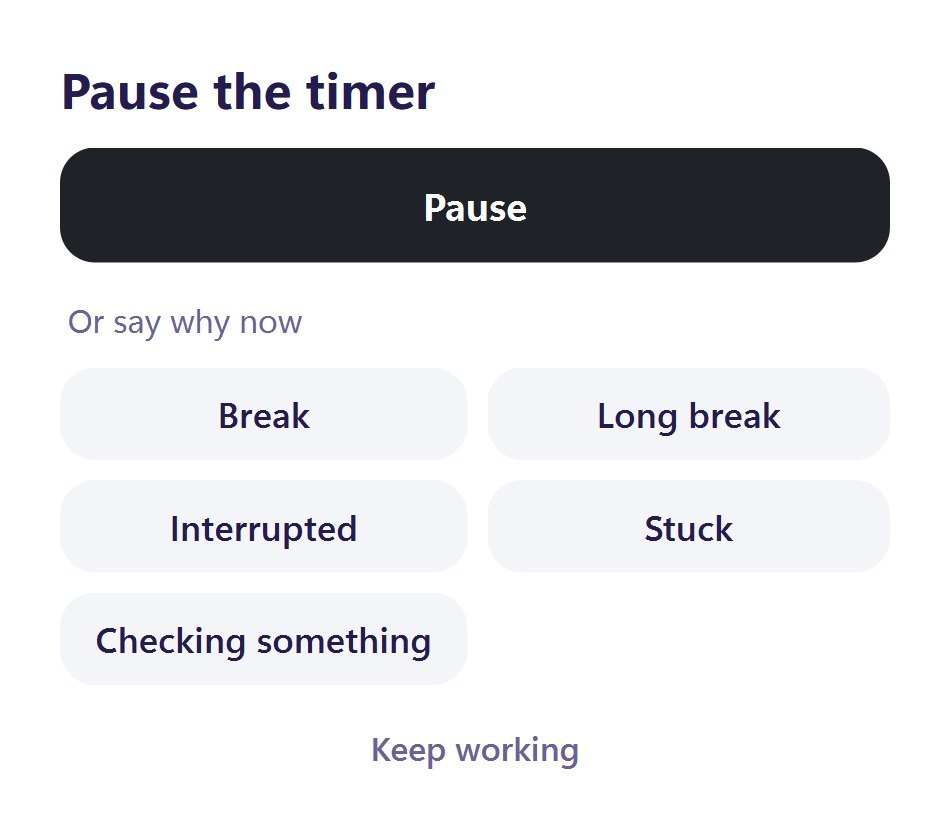 Pause the timer
Pause
Or say why now
Break
Long break
Interrupted
Stuck
Checking something
Keep working